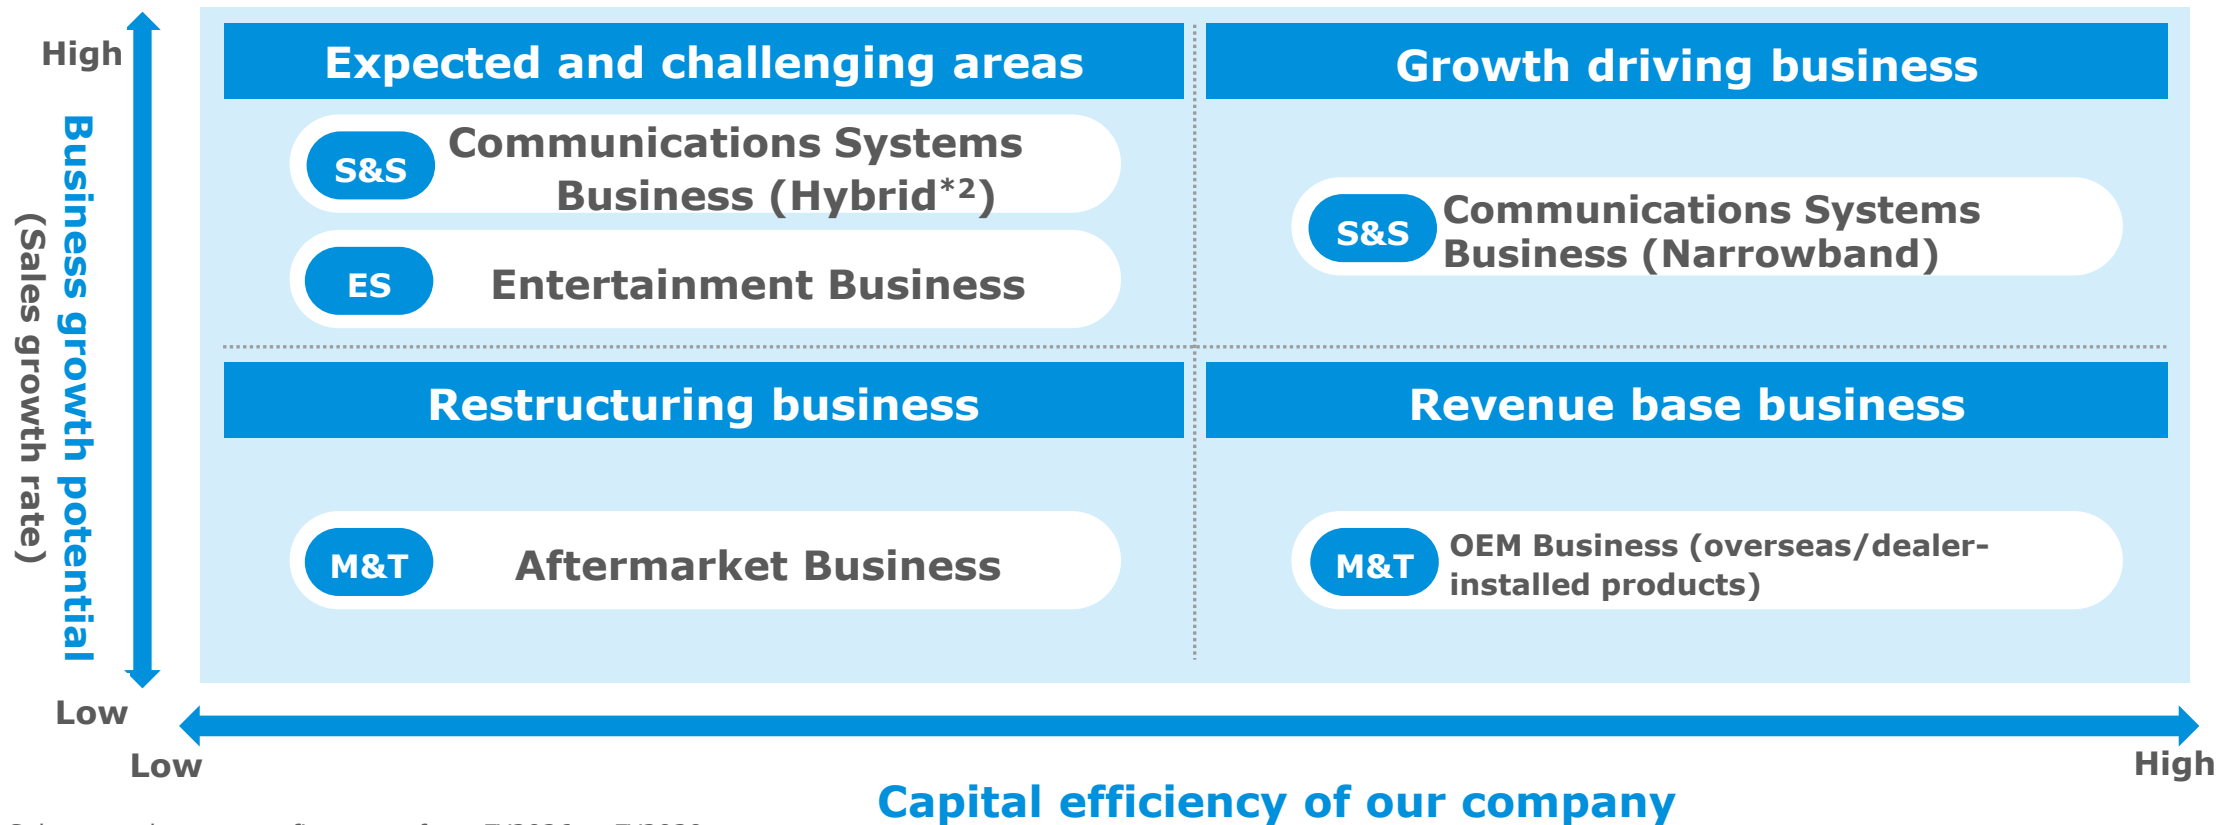 High
Business growth potential
(Sales growth rate)
Low
Expected and challenging areas
S&S
Communications Systems
Business (Hybrid*2)
ES
Entertainment Business
Growth driving business
S&S
Communications Systems
Business (Narrowband)
Restructuring business
M&T
Aftermarket Business
Revenue base business
M&T
OEM Business (overseas/dealer-
installed products)
Low
High
Capital efficiency of our company